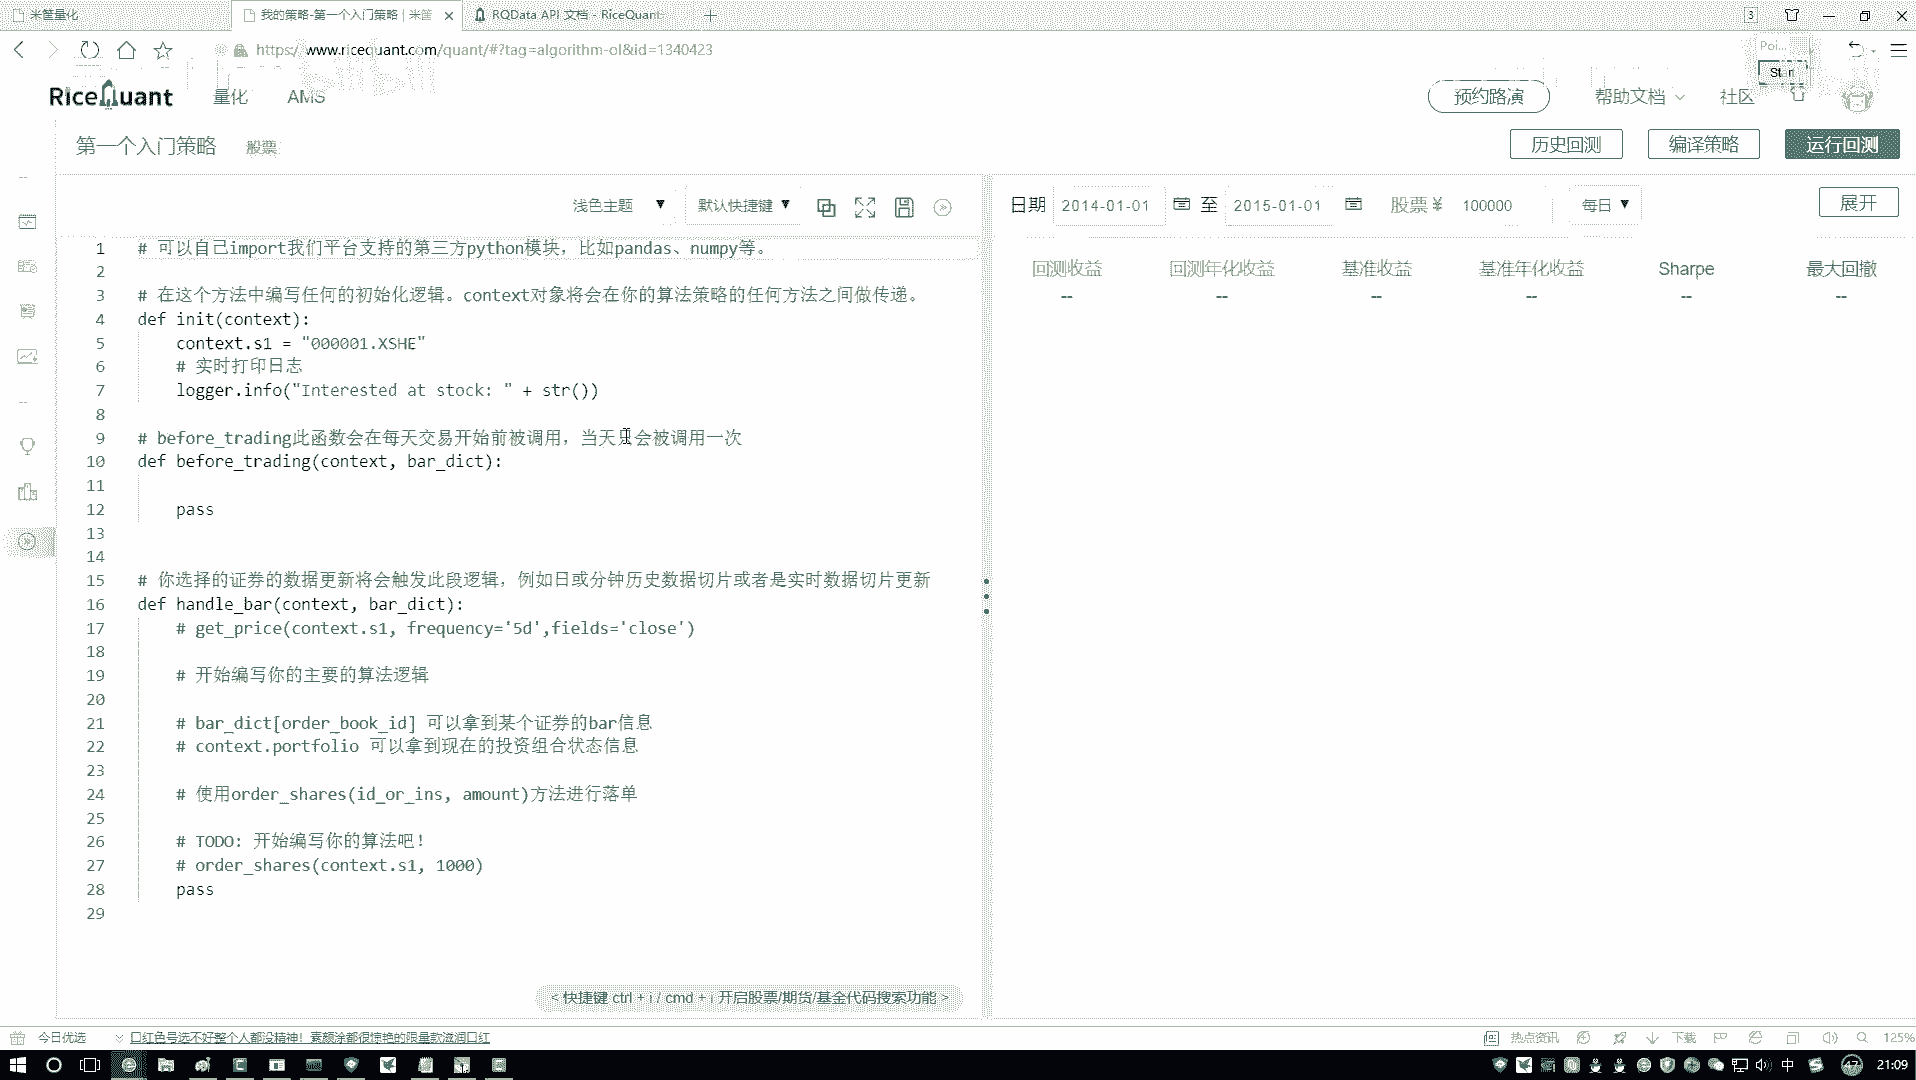 米筐量化
我的策略-第一个入门策略 | 米筐
RQData API 文档 - RiceQuant
3
https://www.ricequant.com/quant/#?tag=algorithm-ol&id=1340423
Poi...
RiceQuant
量化
AMS
预约路演
帮助文档
社区
第一个入门策略
股票
历史回测
编译策略
运行回测
浅色主题
默认快捷键
日期
2014-01-01
至
2015-01-01
股票 ¥
100000
每日
展开
回测收益 回测年化收益 基准收益 基准年化收益 Sharpe 最大回撤
-- -- -- -- -- --
1 # 可以自己import我们平台支持的第三方python模块，比如pandas、numpy等。
2
3 # 在这个方法中编写任何的初始化逻辑。context对象将会在你的算法策略的任何方法之间做传递。
4 def init(context):
5 context.s1 = "000001.XSHE"
6 # 实时打印日志
7 logger.info("Interested at stock: " + str())
8
9 # before_trading此函数会在每天交易开始前被调用，当天只会被调用一次
10 def before_trading(context, bar_dict):
11
12 pass
13
14
15 # 你选择的证券的数据更新将会触发此段逻辑，例如日或分钟历史数据切片或者是实时数据切片更新
16 def handle_bar(context, bar_dict):
17 # get_price(context.s1, frequency='5d',fields='close')
18
19 # 开始编写你的主要的算法逻辑
20
21 # bar_dict[order_book_id] 可以拿到某个证券的bar信息
22 # context.portfolio 可以拿到现在的投资组合状态信息
23
24 # 使用order_shares(id_or_ins, amount)方法进行落单
25
26 # TODO: 开始编写你的算法吧！
27 # order_shares(context.s1, 1000)
28 pass
29
< 快捷键 ctrl + i / cmd + i 开启股票/期货/基金代码搜索功能 >
今日优选
口红色号选不好整个人都没精神！素颜涂都很惊艳的限量款滋润口红
热点资讯
下载
125%
中
47
21:09